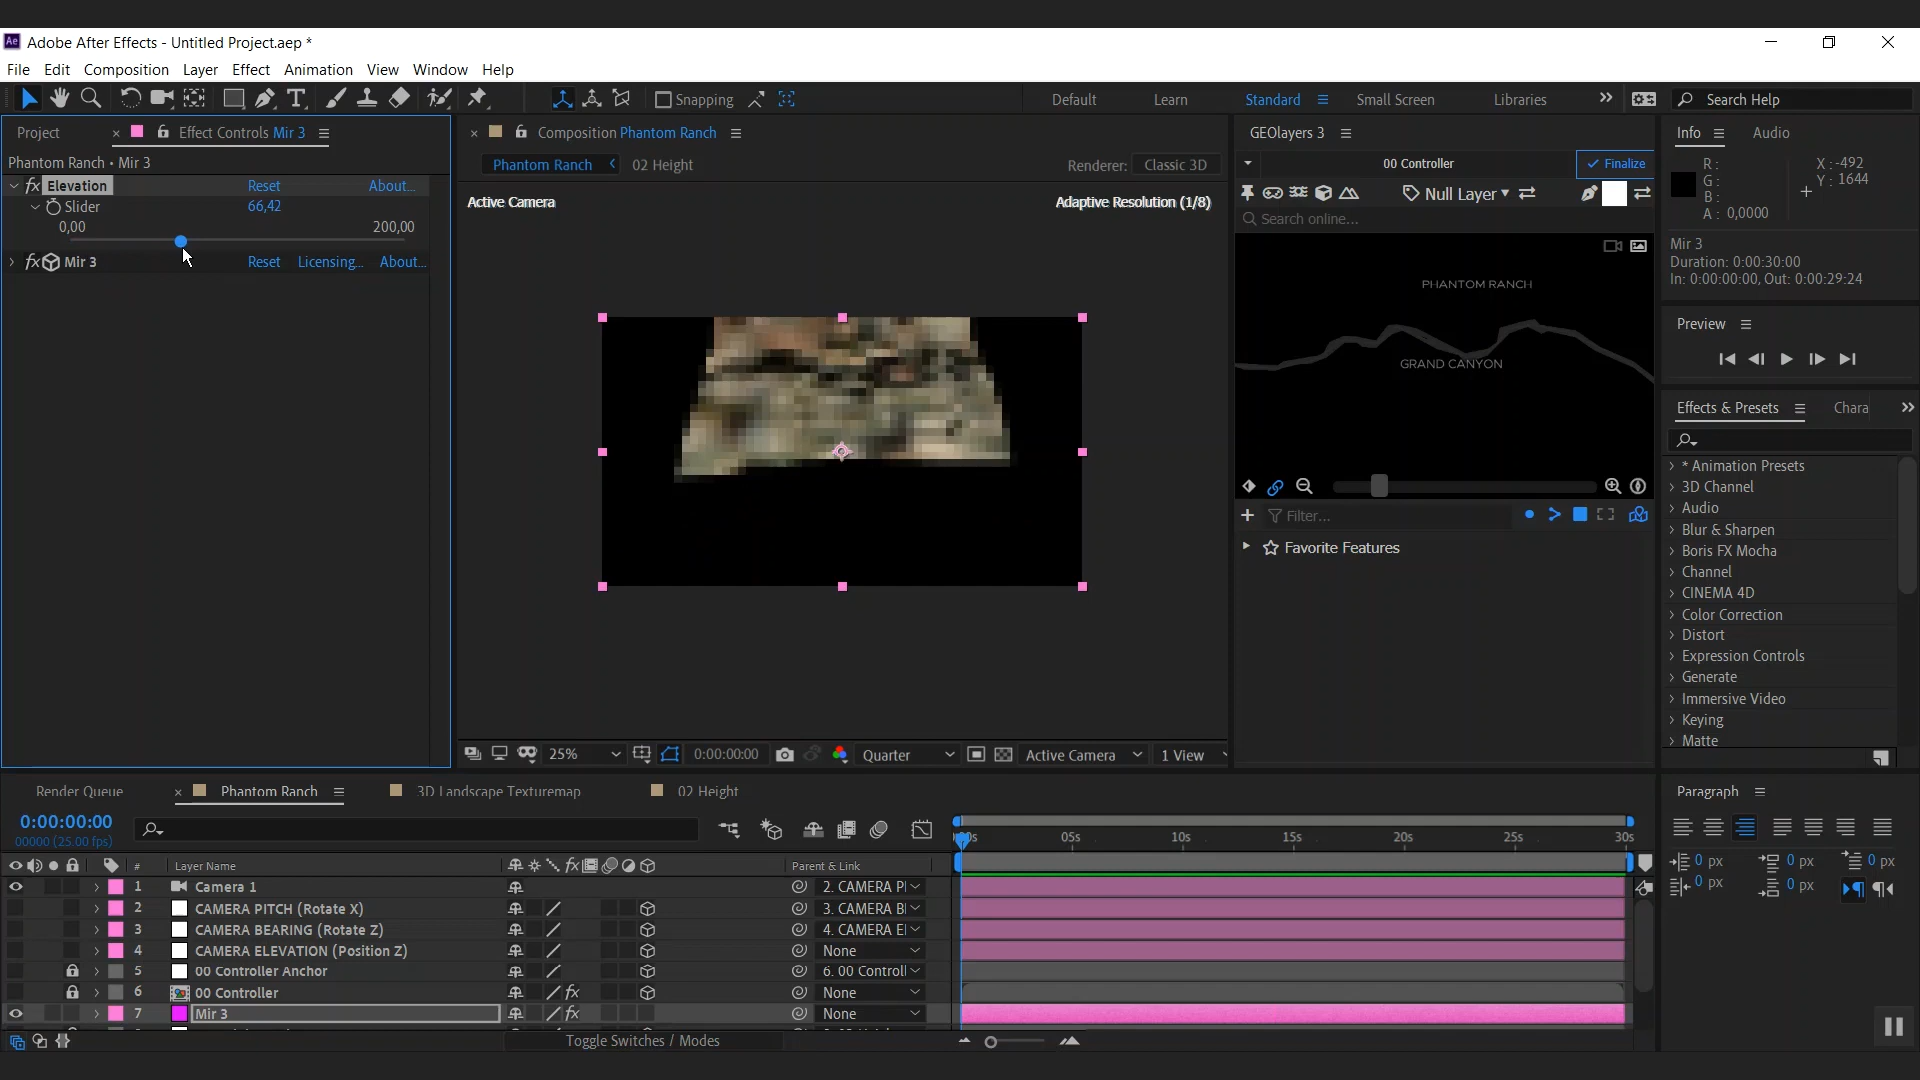 Adobe After Effects - Untitled Project.aep *
File Edit Composition Layer Effect Animation View Window Help
Snapping
Default Learn Standard Small Screen Libraries
Search Help
Project
Effect Controls Mir 3
Phantom Ranch • Mir 3
fx Elevation Reset About...
Slider 66,42
0,00 200,00
fx Mir 3 Reset Licensing... About...
Composition Phantom Ranch
Phantom Ranch 02 Height
Renderer: Classic 3D
Active Camera
Adaptive Resolution (1/8)
25% 0:00:00:00 Quarter Active Camera 1 View
GEOlayers 3
00 Controller
Finalize
Null Layer
Search online...
PHANTOM RANCH
GRAND CANYON
Filter...
Favorite Features
Info Audio
R :
G :
B :
A : 0,0000
X : -492
Y : 1644
Mir 3
Duration: 0:00:30:00
In: 0:00:00:00, Out: 0:00:29:24
Preview
Effects & Presets Chara
* Animation Presets
3D Channel
Audio
Blur & Sharpen
Boris FX Mocha
Channel
CINEMA 4D
Color Correction
Distort
Expression Controls
Generate
Immersive Video
Keying
Matte
Render Queue
Phantom Ranch
3D Landscape Texturemap
02 Height
0:00:00:00
00000 (25.00 fps)
05s 10s 15s 20s 25s 30s
# Layer Name Parent & Link
1 Camera 1 2. CAMERA PI
2 CAMERA PITCH (Rotate X)
3 CAMERA BEARING (Rotate Z)
4 CAMERA ELEVATION (Position Z) None
5 00 Controller Anchor
6 00 Controller fx None
7 Mir 3 fx None
Toggle Switches / Modes
Paragraph
0 px 0 px 0 px
0 px 0 px